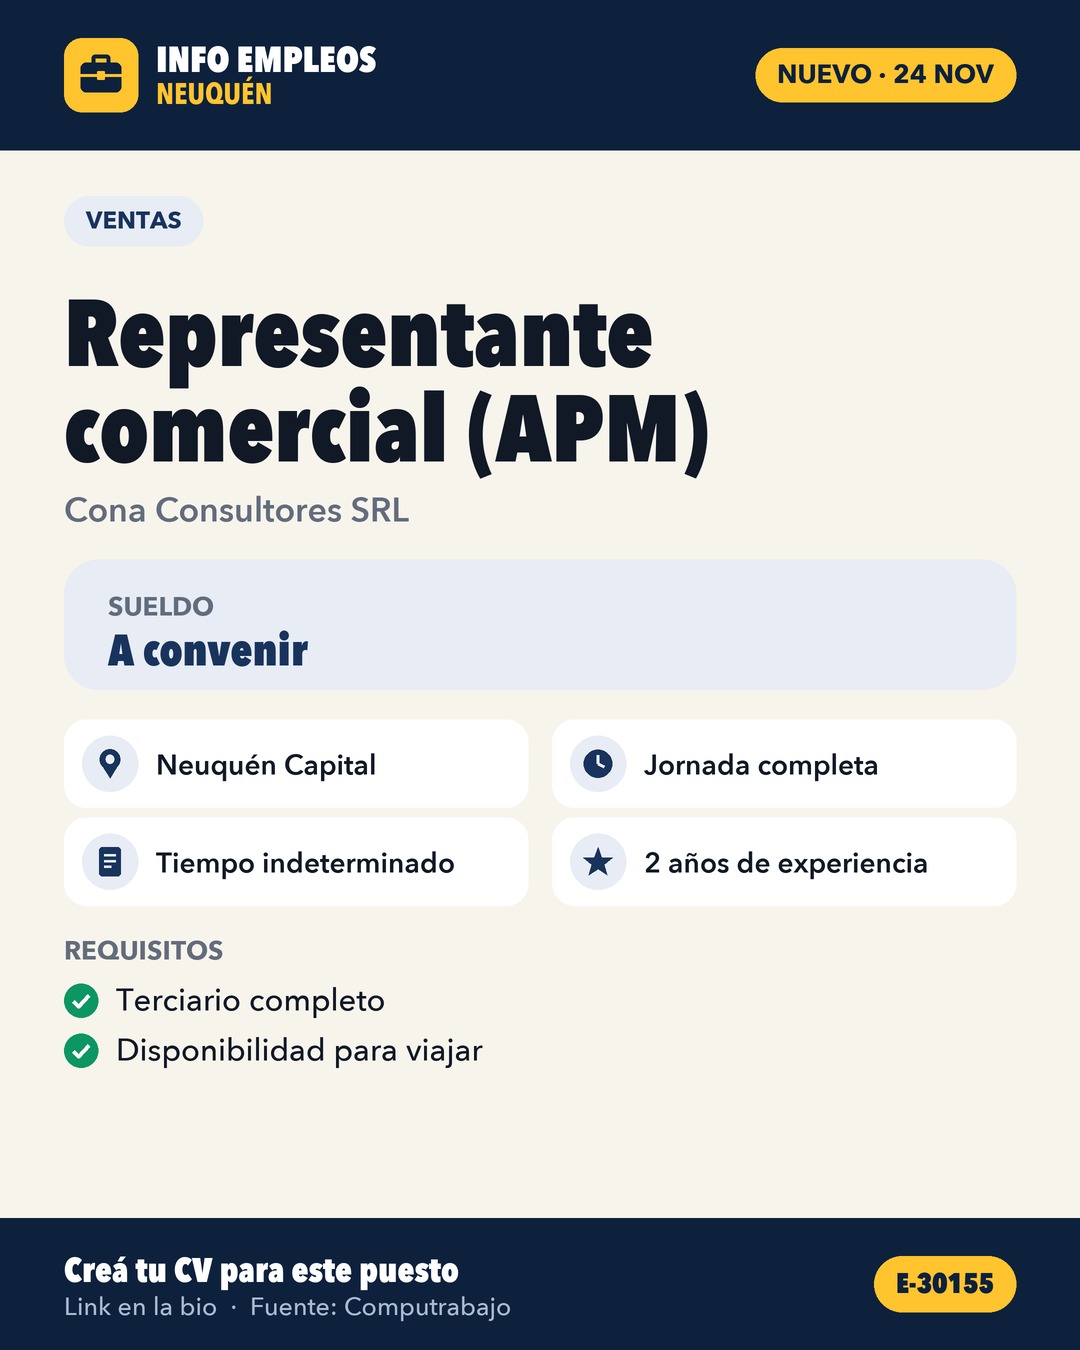 INFO EMPLEOS
NEUQUÉN
NUEVO · 24 NOV
VENTAS
Representante
comercial (APM)
Cona Consultores SRL
SUELDO
A convenir
Neuquén Capital
Jornada completa
Tiempo indeterminado
2 años de experiencia
REQUISITOS
Terciario completo
Disponibilidad para viajar
Creá tu CV para este puesto
Link en la bio · Fuente: Computrabajo
E-30155